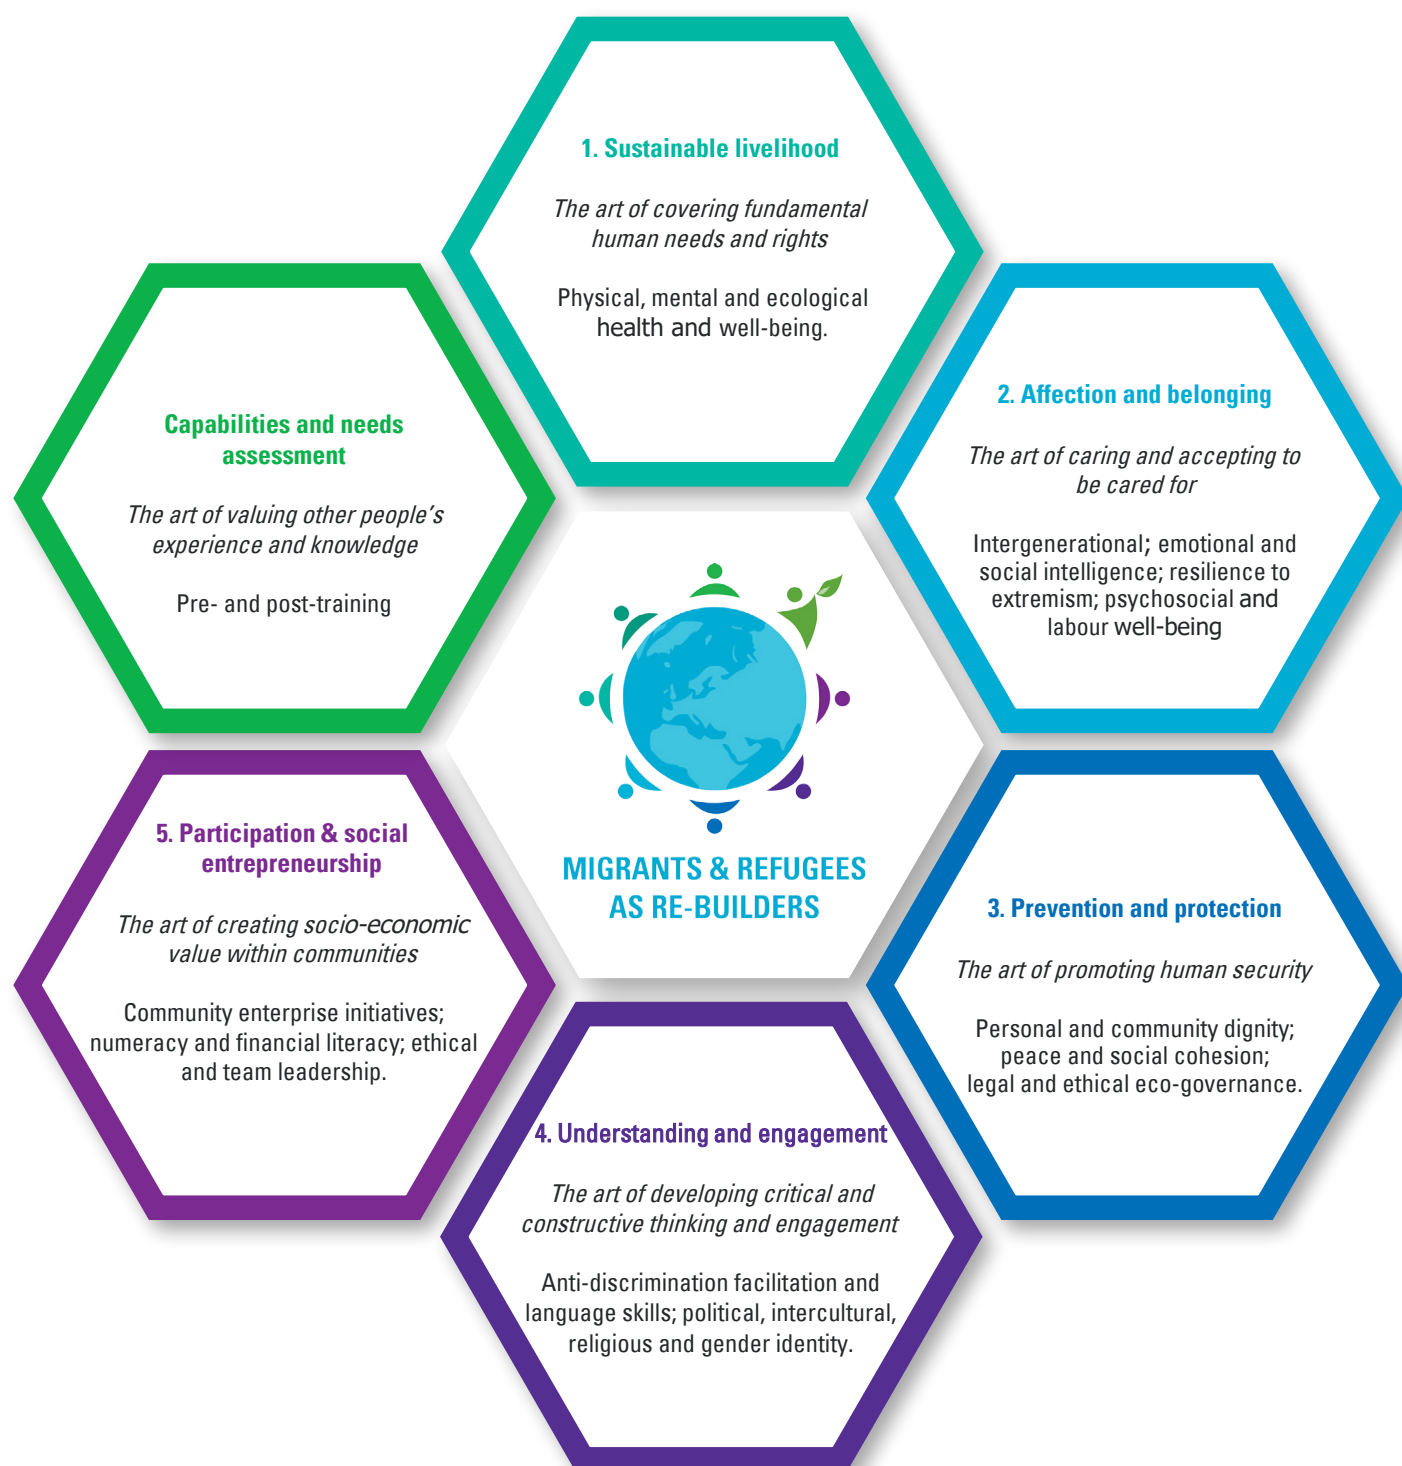 1. Sustainable livelihood
The art of covering fundamental
human needs and rights
Physical, mental and ecological
health and well-being.
2. Affection and belonging
The art of caring and accepting to
be cared for
Intergenerational; emotional and
social intelligence; resilience to
extremism; psychosocial and
labour well-being
3. Prevention and protection
The art of promoting human security
Personal and community dignity;
peace and social cohesion;
legal and ethical eco-governance.
4. Understanding and engagement
The art of developing critical and
constructive thinking and engagement
Anti-discrimination facilitation and
language skills; political, intercultural,
religious and gender identity.
5. Participation & social
entrepreneurship
The art of creating socio-economic
value within communities
Community enterprise initiatives;
numeracy and financial literacy; ethical
and team leadership.
Capabilities and needs
assessment
The art of valuing other people's
experience and knowledge
Pre- and post-training
MIGRANTS & REFUGEES
AS RE-BUILDERS